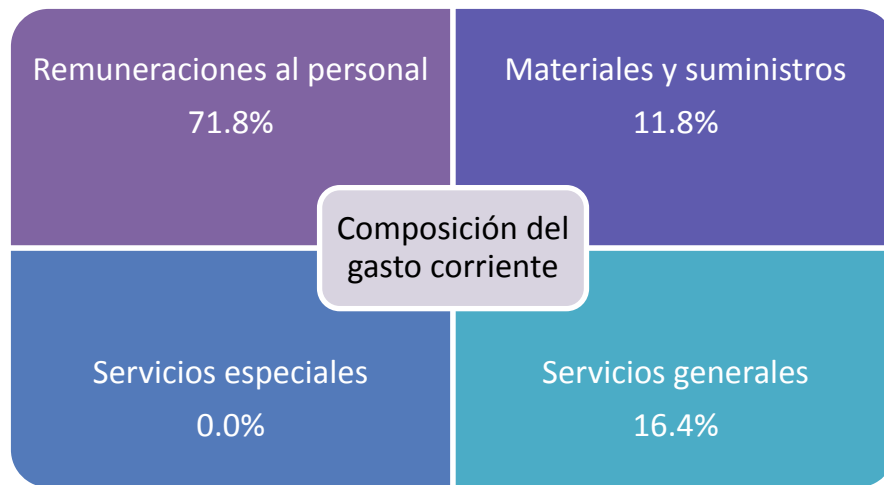 Remuneraciones al personal
71.8%
Materiales y suministros
11.8%
Composición del
gasto corriente
Servicios especiales
0.0%
Servicios generales
16.4%